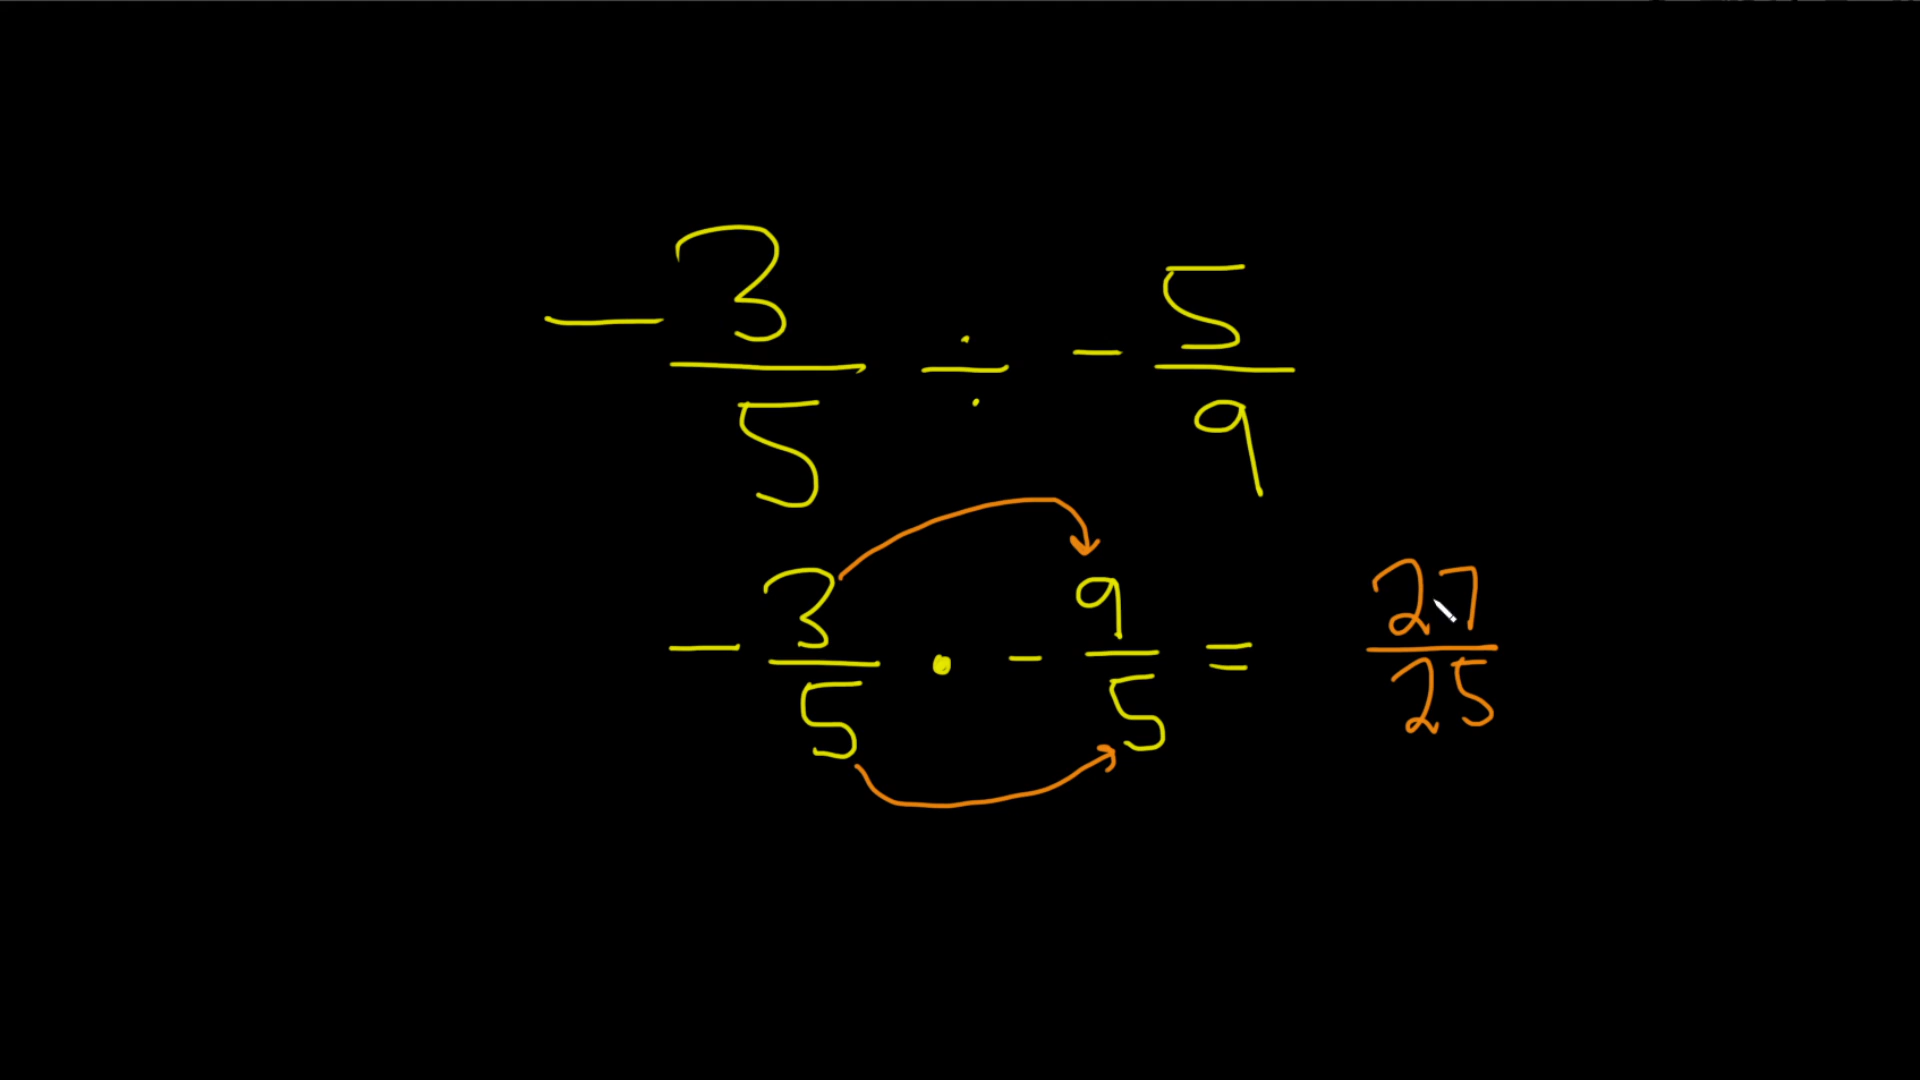 - 3/5 ÷ - 5/9
- 3/5 • - 9/5 = 27/25